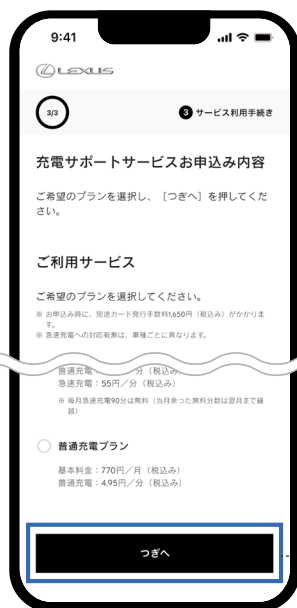 9:41
LEXUS
3/3
3 サービス利用手続き
充電サポートサービスお申込み内容
ご希望のプランを選択し、［つぎへ］を押してくだ
さい。
ご利用サービス
ご希望のプランを選択してください。
※ お申込み時に、別途カード発行手数料1,650円（税込み）がかかりま
す。
※ 急速充電への対応有無は、車種ごとに異なります。
普通充電 分（税込み）
急速充電：55円／分（税込み）
※ 毎月急速充電90分は無料（当月余った無料分数は翌月まで繰
越）
普通充電プラン
基本料金：770円／月（税込み）
普通充電：4.95円／分（税込み）
つぎへ